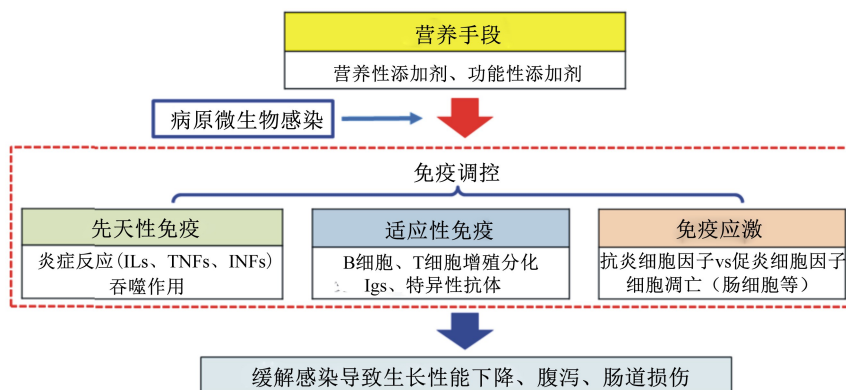 营养手段
营养性添加剂、功能性添加剂
病原微生物感染
免疫调控
先天性免疫
炎症反应(ILs、TNFs、INFs)
吞噬作用
适应性免疫
B细胞、T细胞增殖分化
Igs、特异性抗体
免疫应激
抗炎细胞因子vs促炎细胞因子
细胞凋亡（肠细胞等）
缓解感染导致生长性能下降、腹泻、肠道损伤